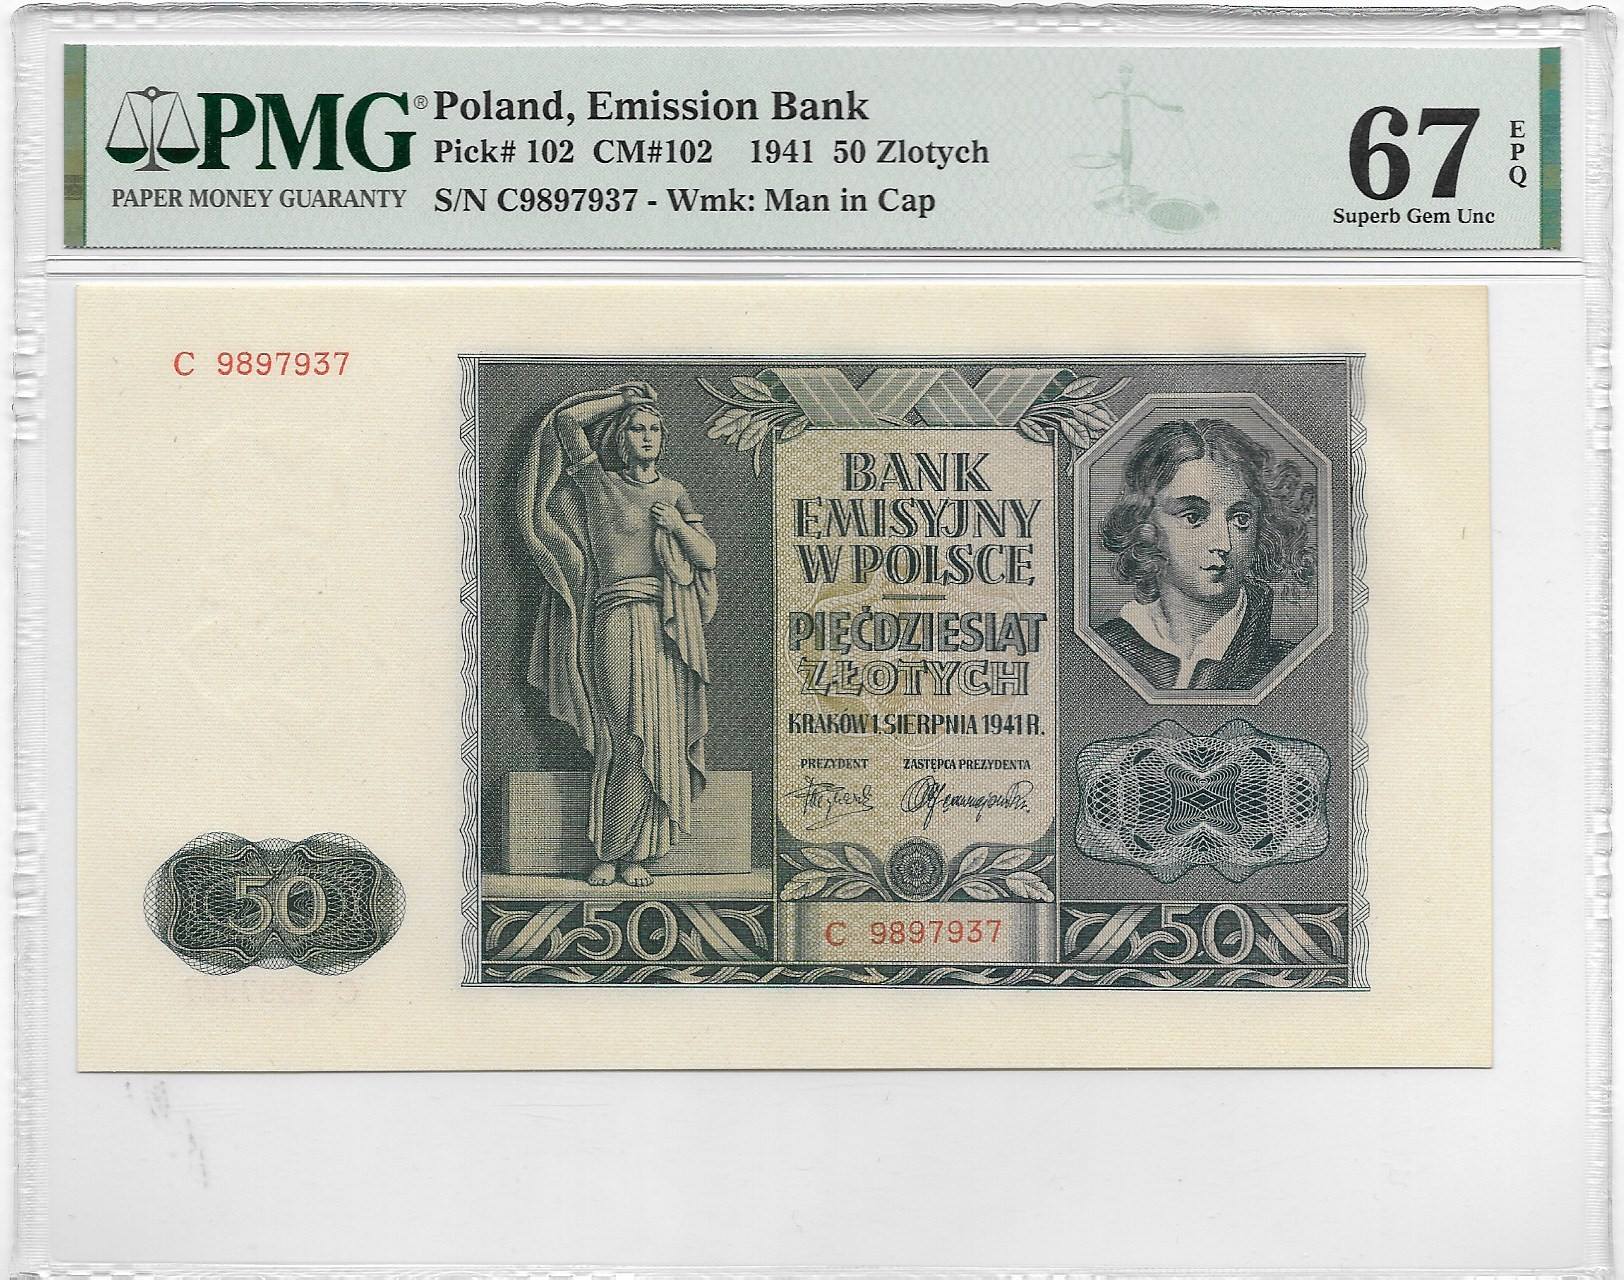 PMG®
PAPER MONEY GUARANTY
Poland, Emission Bank
Pick# 102 CM#102 1941 50 Zlotych
S/N C9897937 - Wmk: Man in Cap
67
EPQ
Superb Gem Unc
C 9897937
BANK
EMISYJNY
W POLSCE
PIĘĆDZIESIĄT
ZŁOTYCH
KRAKÓW 1. SIERPNIA 1941 R.
PREZYDENT ZASTĘPCA PREZYDENTA
50
50
C 9897937
50